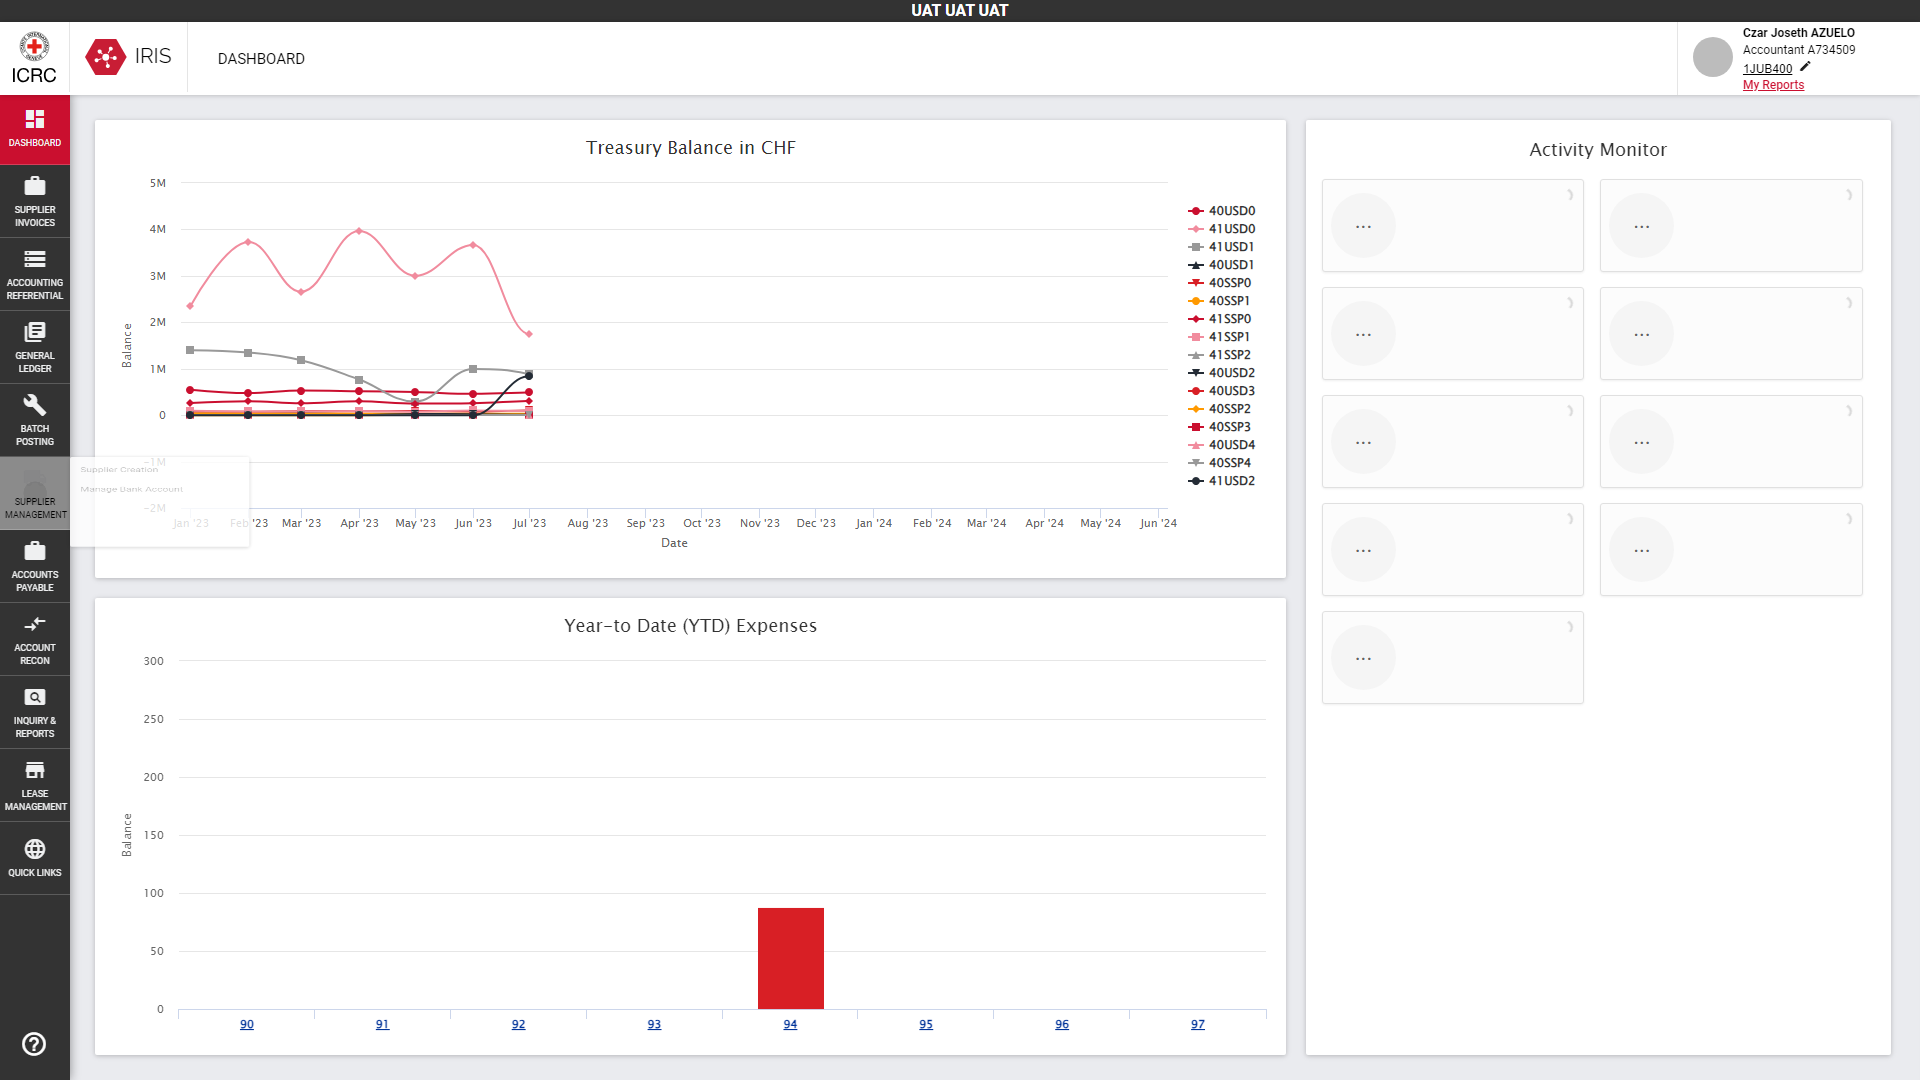 UAT UAT UAT
ICRC
IRIS
DASHBOARD
Czar Joseth AZUELO
Accountant A734509
1JUB400
My Reports
DASHBOARD
SUPPLIER
INVOICES
ACCOUNTING
REFERENTIAL
GENERAL
LEDGER
BATCH
POSTING
SUPPLIER
MANAGEMENT
Supplier Creation
Manage Bank Account
ACCOUNTS
PAYABLE
ACCOUNT
RECON
INQUIRY &
REPORTS
LEASE
MANAGEMENT
QUICK LINKS
Treasury Balance in CHF
Balance
5M
4M
3M
2M
1M
0
-1M
-2M
Jan '23 Feb '23 Mar '23 Apr '23 May '23 Jun '23 Jul '23 Aug '23 Sep '23 Oct '23 Nov '23 Dec '23 Jan '24 Feb '24 Mar '24 Apr '24 May '24 Jun '24
Date
40USD0
41USD0
41USD1
40USD1
40SSP0
40SSP1
41SSP0
41SSP1
41SSP2
40USD2
40USD3
40SSP2
40SSP3
40USD4
40SSP4
41USD2
Year-to Date (YTD) Expenses
Balance
300
250
200
150
100
50
0
90 91 92 93 94 95 96 97
Activity Monitor
... ...
... ...
... ...
... ...
...